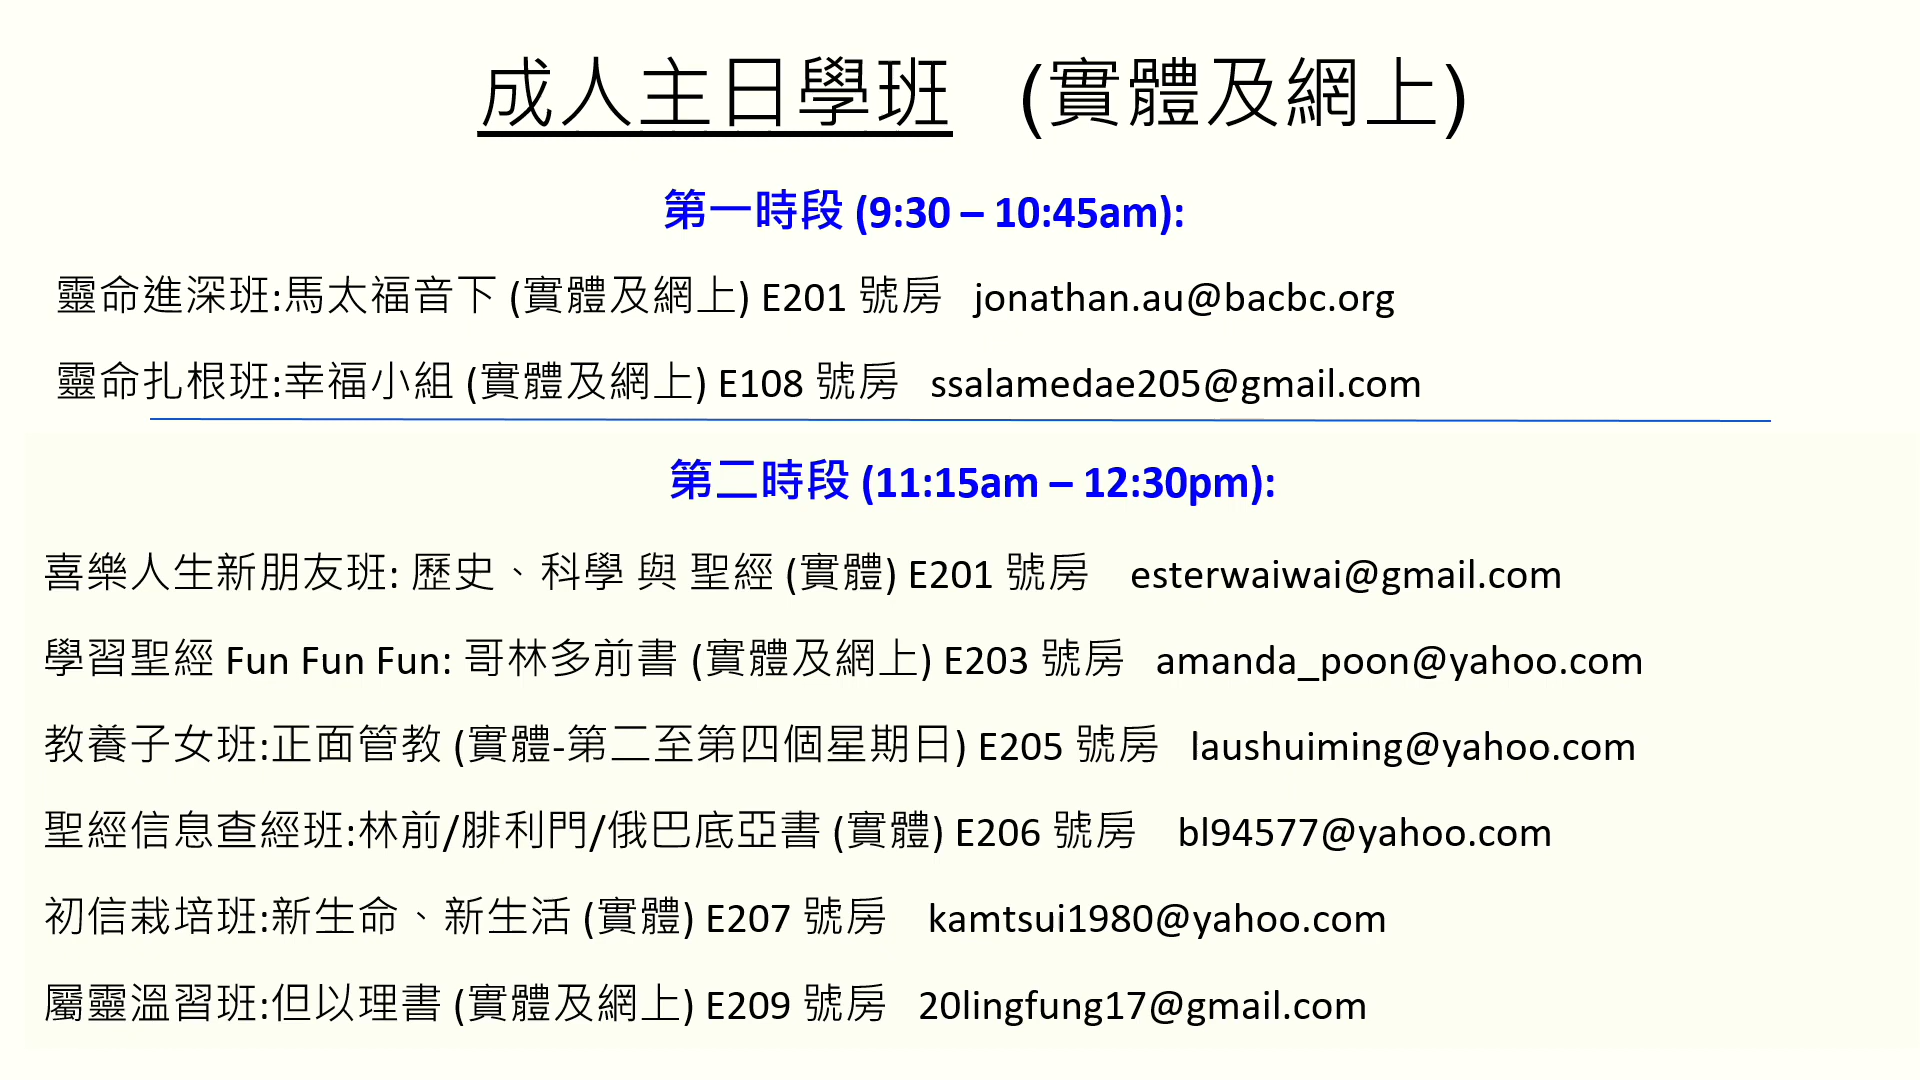 成人主日學班 (實體及網上)
第一時段 (9:30 – 10:45am):
靈命進深班:馬太福音下 (實體及網上) E201 號房 jonathan.au@bacbc.org
靈命扎根班:幸福小組 (實體及網上) E108 號房 ssalamedae205@gmail.com
第二時段 (11:15am – 12:30pm):
喜樂人生新朋友班: 歷史、科學 與 聖經 (實體) E201 號房 esterwaiwai@gmail.com
學習聖經 Fun Fun Fun: 哥林多前書 (實體及網上) E203 號房 amanda_poon@yahoo.com
教養子女班:正面管教 (實體-第二至第四個星期日) E205 號房 laushuiming@yahoo.com
聖經信息查經班:林前/腓利門/俄巴底亞書 (實體) E206 號房 bl94577@yahoo.com
初信栽培班:新生命、新生活 (實體) E207 號房 kamtsui1980@yahoo.com
屬靈溫習班:但以理書 (實體及網上) E209 號房 20lingfung17@gmail.com